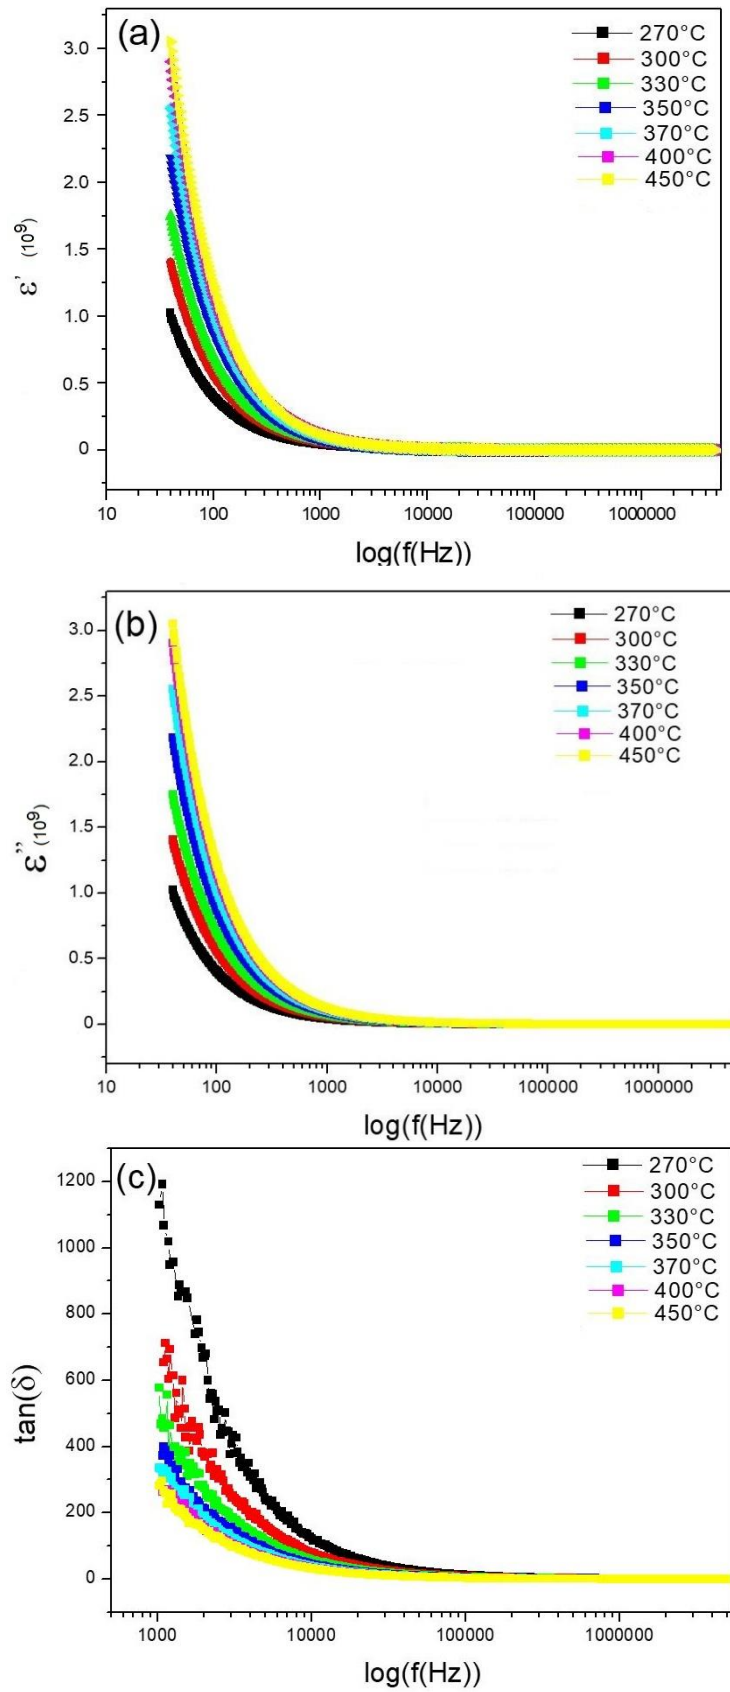 (a)
270°C
300°C
330°C
350°C
370°C
400°C
450°C
3.0
2.5
2.0
1.5
1.0
0.5
0
ε' (10⁹)
10 100 1000 10000 100000 1000000
log(f(Hz))
(b)
270°C
300°C
330°C
350°C
370°C
400°C
450°C
3.0
2.5
2.0
1.5
1.0
0.5
0
ε'' (10⁹)
10 100 1000 10000 100000 1000000
log(f(Hz))
(c)
270°C
300°C
330°C
350°C
370°C
400°C
450°C
1200
1000
800
600
400
200
0
tan(δ)
1000 10000 100000 1000000
log(f(Hz))